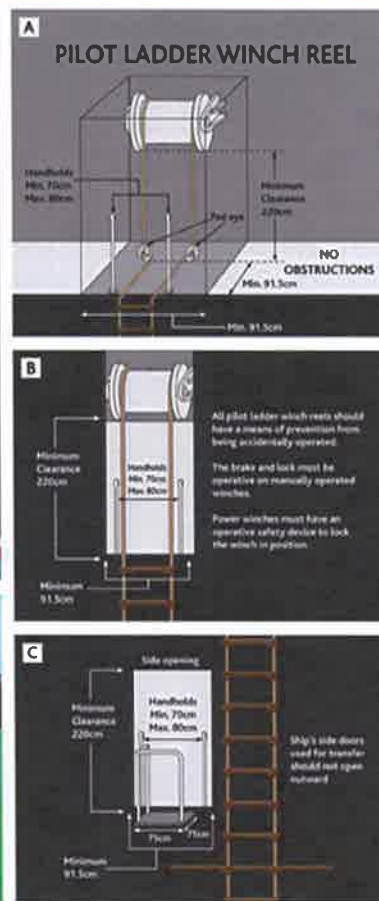 A
PILOT LADDER WINCH REEL
Handholds
Min. 70cm
Max. 80cm
Minimum
Clearance
220cm
Pad eye
NO
OBSTRUCTIONS
Min. 91.5cm
Min. 91.5cm
B
All pilot ladder winch reels should
have a means of prevention from
being accidentally operated.
The brake and lock must be
operative on manually operated
winches.
Power winches must have an
operative safety device to lock
the winch in position
Minimum
Clearance
220cm
Handholds
Min. 70cm
Max. 80cm
Minimum
91.5cm
C
Side opening
Minimum
Clearance
220cm
Handholds
Min. 70cm
Max. 80cm
Ship's side doors
used for transfer
should not open
outward
75cm
75cm
Minimum
91.5cm